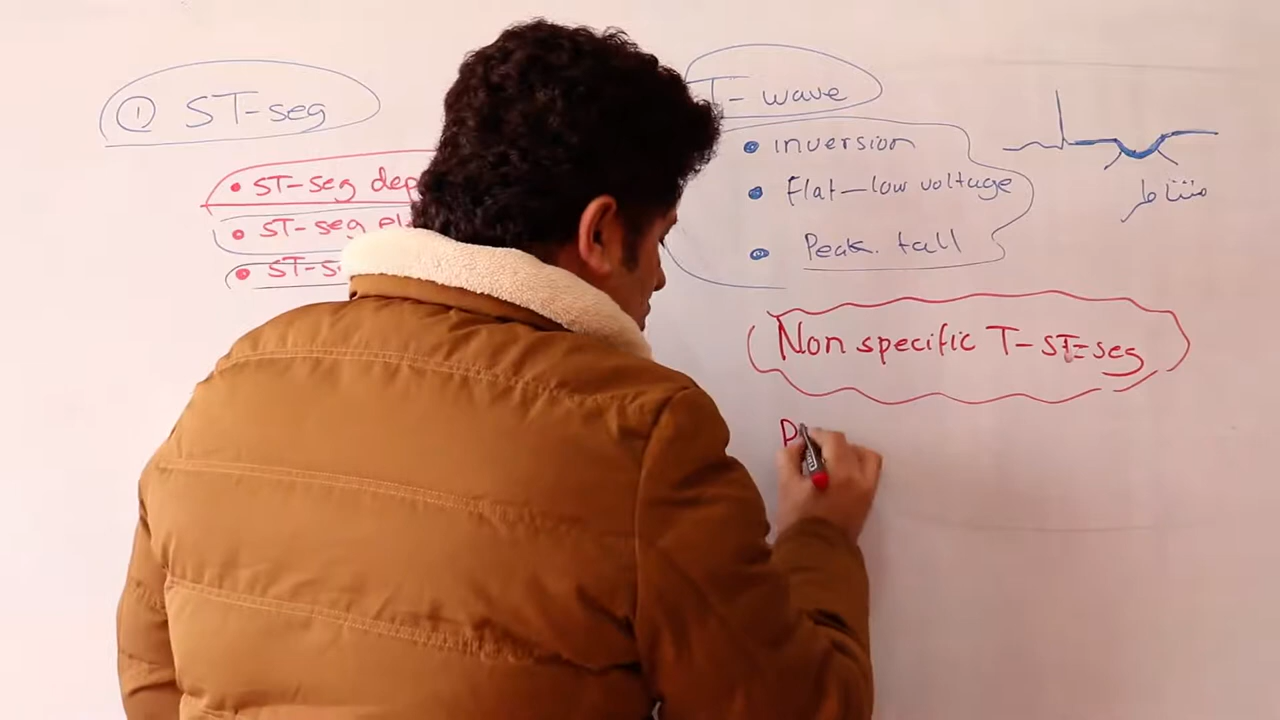 ① ST-seg
• ST-seg dep
• ST-seg el
• ST-s
T- wave
• inversion
• Flat-low voltage
• Peak. tall
متناظر
Non specific T-ST-seg